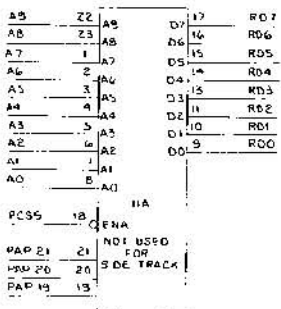 A9 22 A9 D7 17 RD7
A8 23 A8 D6 16 RD6
A7 1 A7 D5 15 RD5
A6 2 A6 D4 14 RD4
A5 3 A5 D3 13 RD3
A4 4 A4 D2 11 RD2
A3 5 A3 D1 10 RD1
A2 6 A2 D0 9 RD0
A1 7 A1
A0 8 A0
11A
PCS5 18 ENA
NOT USED
FOR
SIDE TRACK
PAP 21 21
PAP 20 20
PAP 19 19